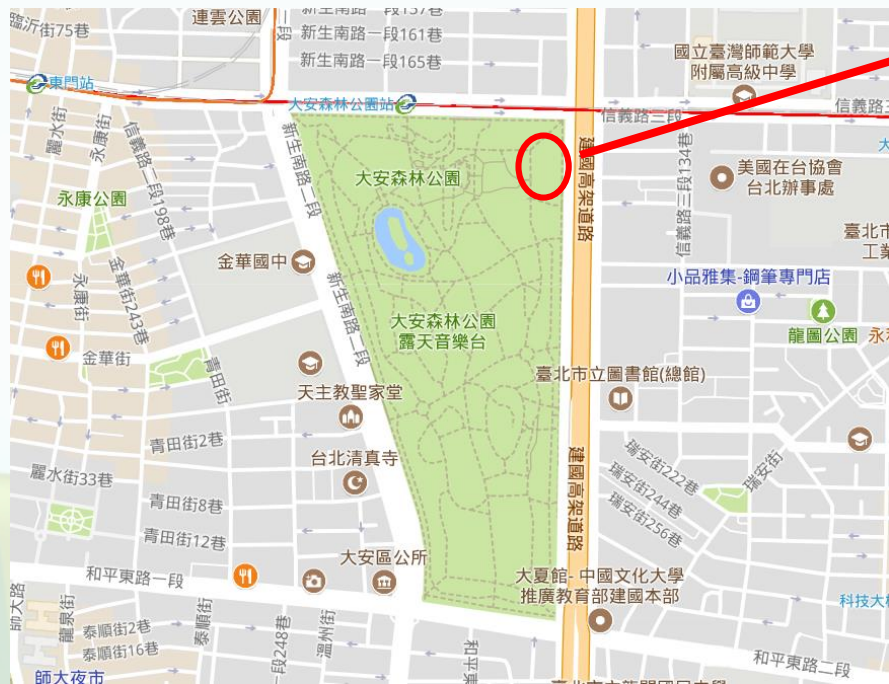 連雲公園
臨沂街75巷
新生南路一段161巷
新生南路一段165巷
國立臺灣師範大學
附屬高級中學
東門站
大安森林公園站
信義路三段
麗水街
永康街
信義路二段198巷
新生南路二段
大安森林公園
建國高架道路
信義路三段134巷
美國在台協會
台北辦事處
永康公園
金華國中
永康街
金華街243巷
新生南路二段
小品雅集-鋼筆專門店
大安森林公園
露天音樂台
龍圖公園
金華街
青田街
臺北市立圖書館(總館)
天主教聖家堂
青田街2巷
台北清真寺
建國高架道路
瑞安街222巷
瑞安街244巷
瑞安街256巷
瑞安街
麗水街33巷
青田街8巷
青田街12巷
大安區公所
和平東路一段
大夏館- 中國文化大學
推廣教育部建國本部
師大路
龍泉街
泰順街2巷
泰順街16巷
泰順街
一段248巷
溫州街
和平東路二段
師大夜市